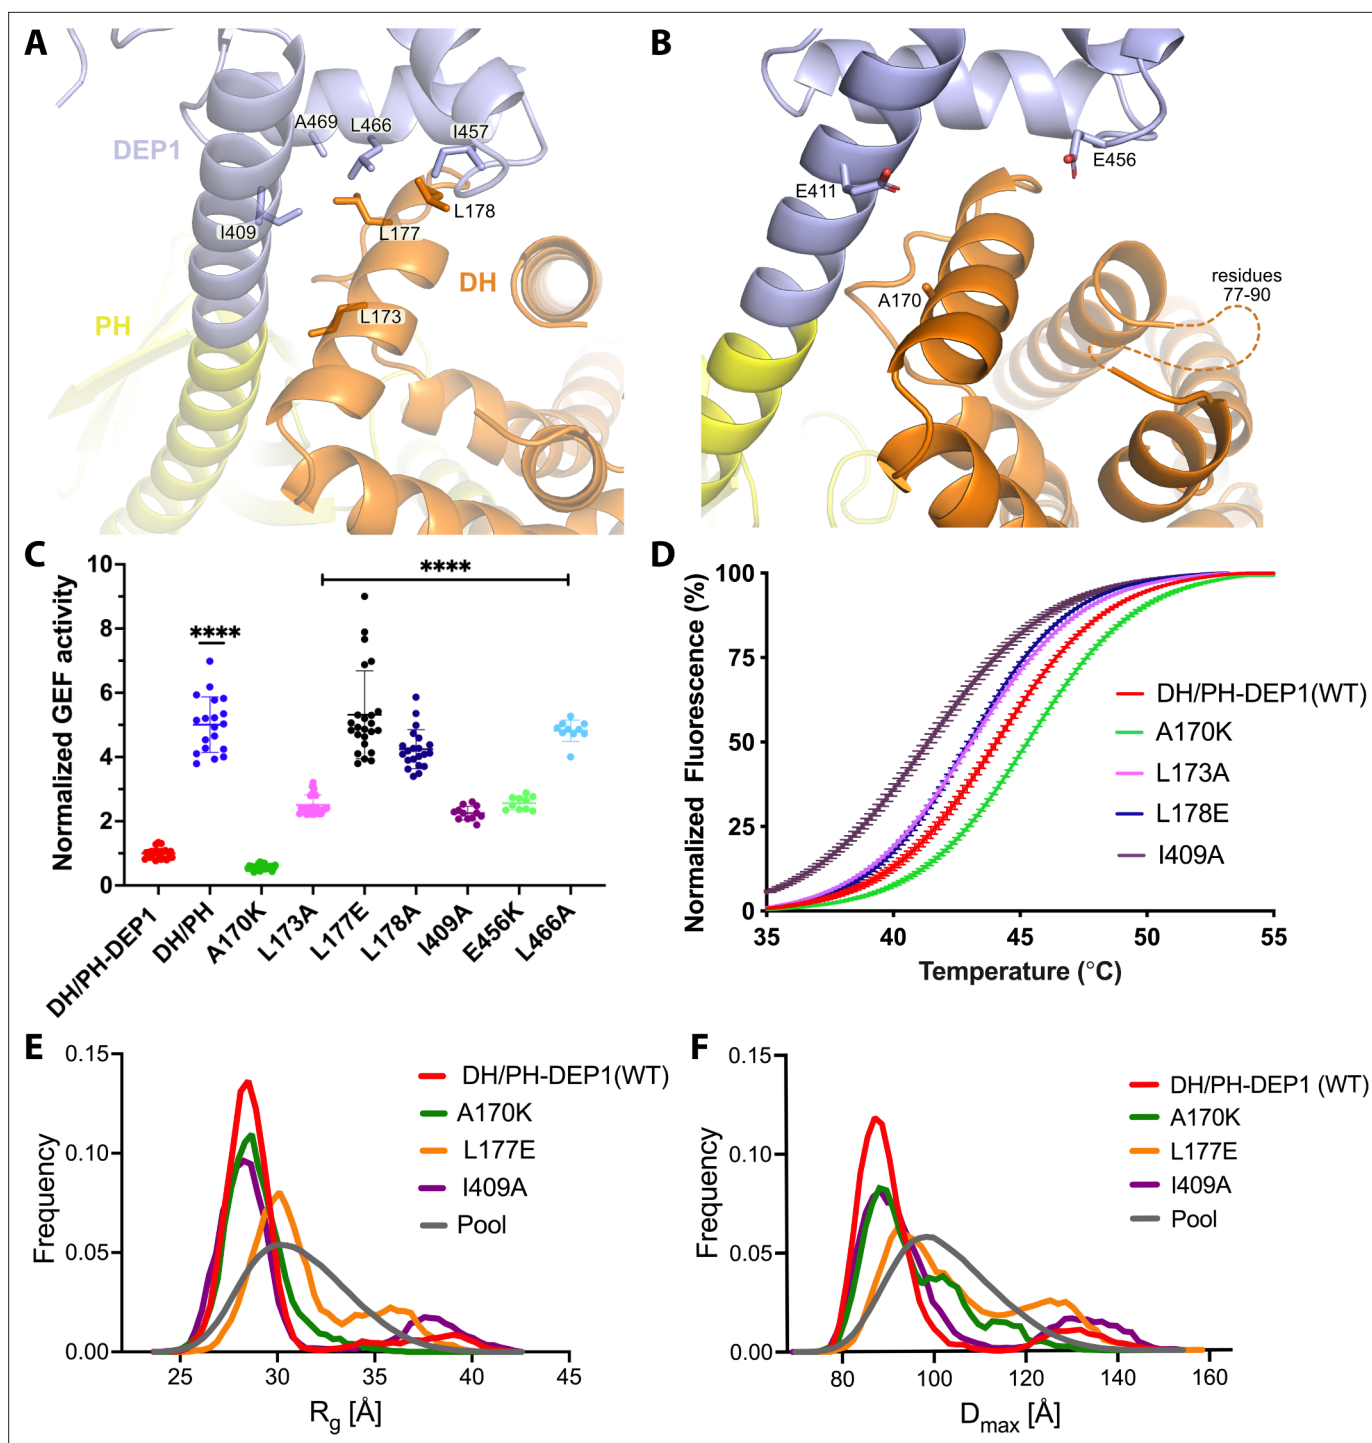 A
DEP1
A469
L466
I457
I409
L178
L177
DH
PH
L173
B
E456
E411
A170
residues
77-90
C
Normalized GEF activity
10
8
6
4
2
0
****
****
DH/PH-DEP1
DH/PH
A170K
L173A
L177E
L178A
I409A
E456K
L466A
D
Normalized Fluorescence (%)
100
75
50
25
0
35
40
45
50
55
Temperature (°C)
DH/PH-DEP1(WT)
A170K
L173A
L178E
I409A
E
Frequency
0.15
0.10
0.05
0.00
25
30
35
40
45
Rg [Å]
DH/PH-DEP1(WT)
A170K
L177E
I409A
Pool
F
Frequency
0.15
0.10
0.05
0.00
80
100
120
140
160
Dmax [Å]
DH/PH-DEP1 (WT)
A170K
L177E
I409A
Pool